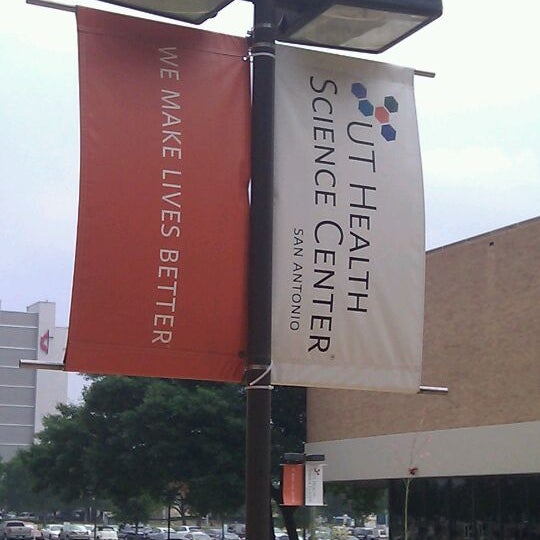 WE MAKE LIVES BETTER
UT HEALTH
SCIENCE CENTER®
SAN ANTONIO